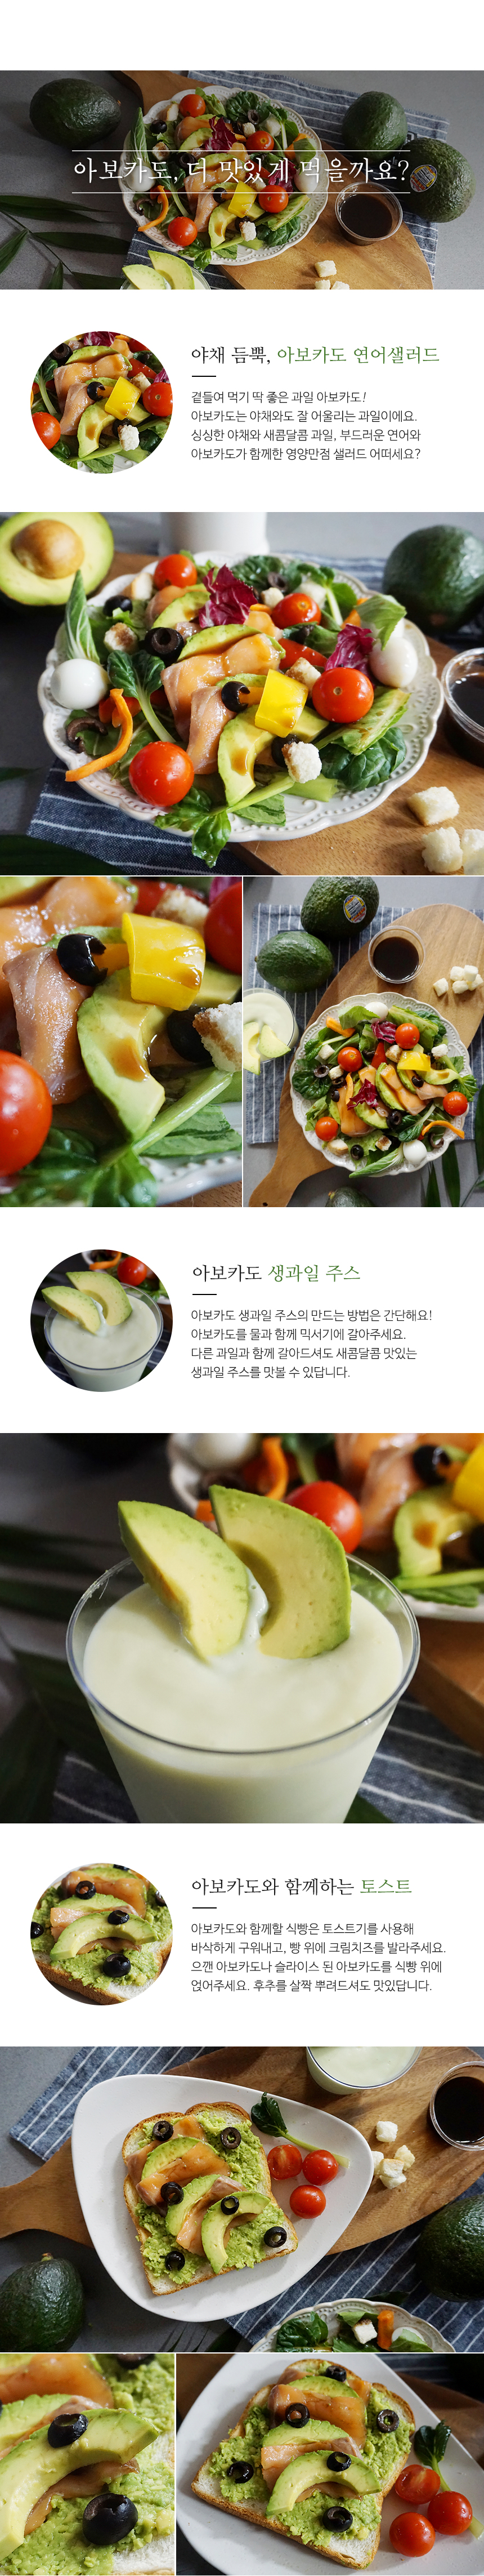 아보카도, 더 맛있게 먹을까요?
야채 듬뿍, 아보카도 연어샐러드
곁들여 먹기 딱 좋은 과일 아보카도!
아보카도는 야채와도 잘 어울리는 과일이에요.
싱싱한 야채와 새콤달콤 과일, 부드러운 연어와
아보카도가 함께한 영양만점 샐러드 어떠세요?
아보카도 생과일 주스
아보카도 생과일 주스의 만드는 방법은 간단해요!
아보카도를 물과 함께 믹서기에 갈아주세요.
다른 과일과 함께 갈아드셔도 새콤달콤 맛있는
생과일 주스를 맛볼 수 있답니다.
아보카도와 함께하는 토스트
아보카도와 함께할 식빵은 토스트기를 사용해
바삭하게 구워내고, 빵 위에 크림치즈를 발라주세요.
으깬 아보카도나 슬라이스 된 아보카도를 식빵 위에
얹어주세요. 후추를 살짝 뿌려드셔도 맛있답니다.